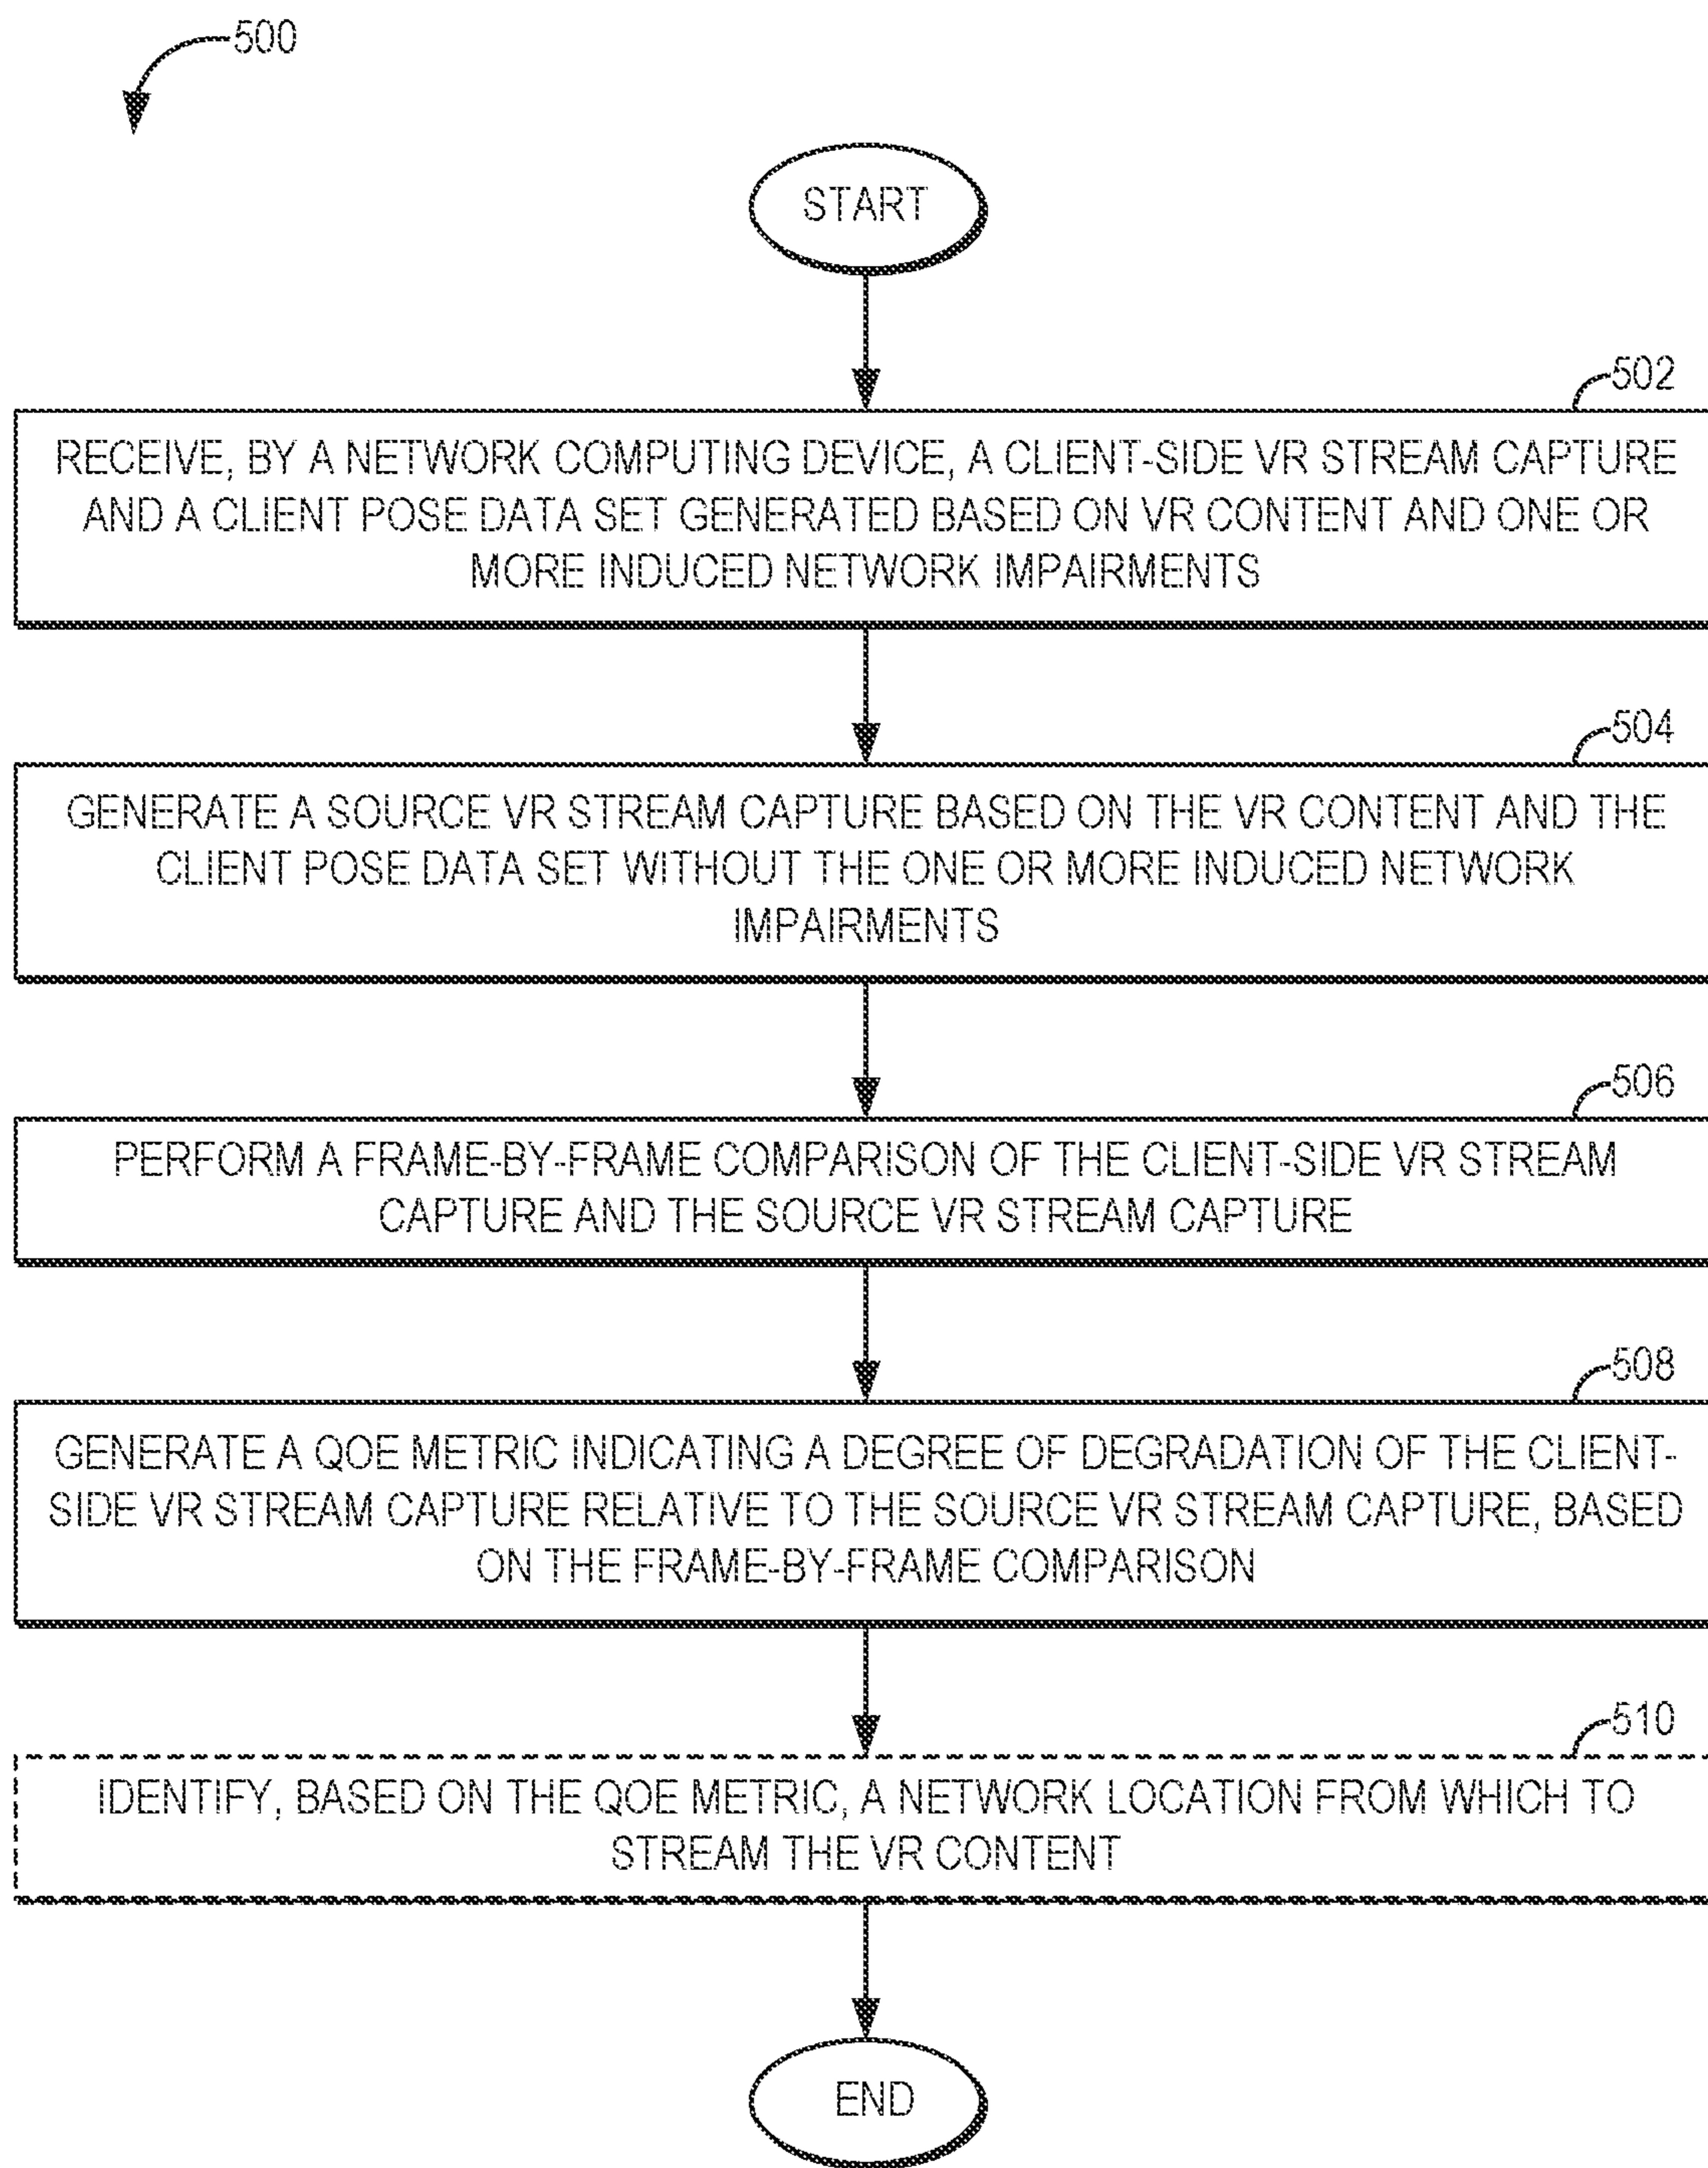 500
START
502
RECEIVE, BY A NETWORK COMPUTING DEVICE, A CLIENT-SIDE VR STREAM CAPTURE
AND A CLIENT POSE DATA SET GENERATED BASED ON VR CONTENT AND ONE OR
MORE INDUCED NETWORK IMPAIRMENTS
504
GENERATE A SOURCE VR STREAM CAPTURE BASED ON THE VR CONTENT AND THE
CLIENT POSE DATA SET WITHOUT THE ONE OR MORE INDUCED NETWORK
IMPAIRMENTS
506
PERFORM A FRAME-BY-FRAME COMPARISON OF THE CLIENT-SIDE VR STREAM
CAPTURE AND THE SOURCE VR STREAM CAPTURE
508
GENERATE A QOE METRIC INDICATING A DEGREE OF DEGRADATION OF THE CLIENT-
SIDE VR STREAM CAPTURE RELATIVE TO THE SOURCE VR STREAM CAPTURE, BASED
ON THE FRAME-BY-FRAME COMPARISON
510
IDENTIFY, BASED ON THE QOE METRIC, A NETWORK LOCATION FROM WHICH TO
STREAM THE VR CONTENT
END